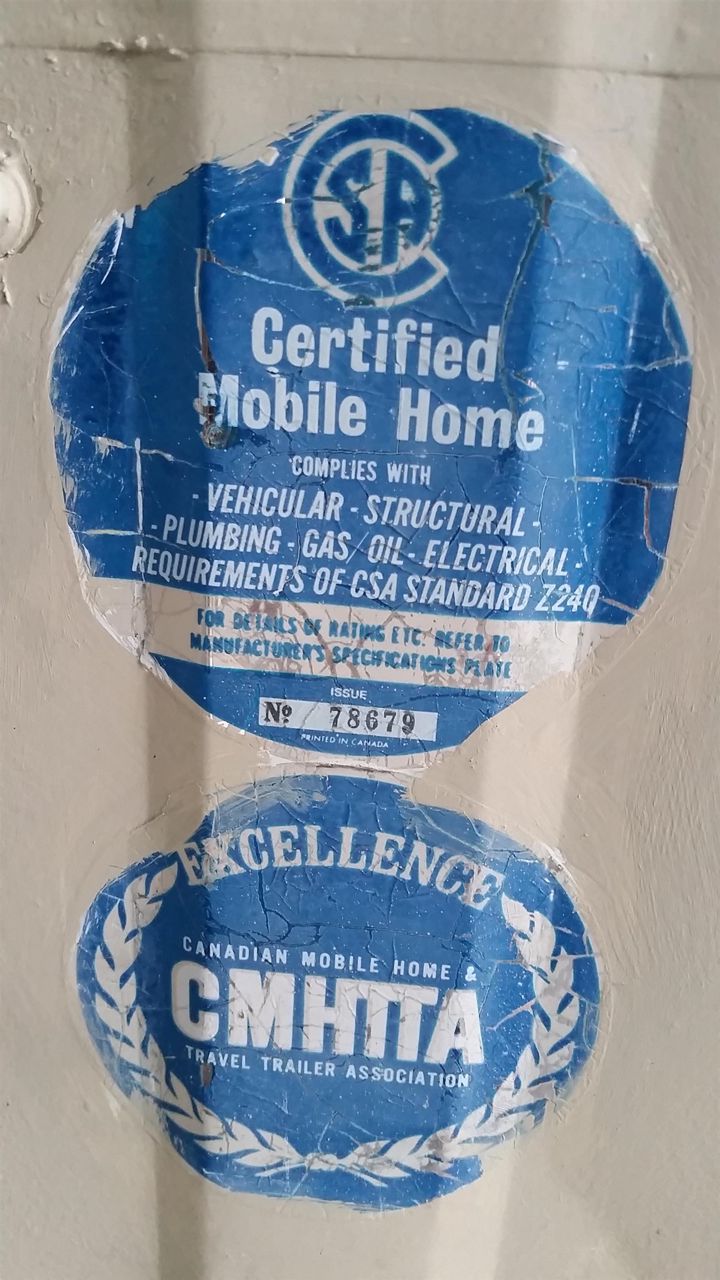 CSA
Certified
Mobile Home
COMPLIES WITH
- VEHICULAR - STRUCTURAL -
- PLUMBING - GAS / OIL - ELECTRICAL -
REQUIREMENTS OF CSA STANDARD Z240
FOR DETAILS OF RATING ETC. REFER TO
MANUFACTURER'S SPECIFICATIONS PLATE
ISSUE
Nº 78679
PRINTED IN CANADA
EXCELLENCE
CANADIAN MOBILE HOME &
CMHTTA
TRAVEL TRAILER ASSOCIATION